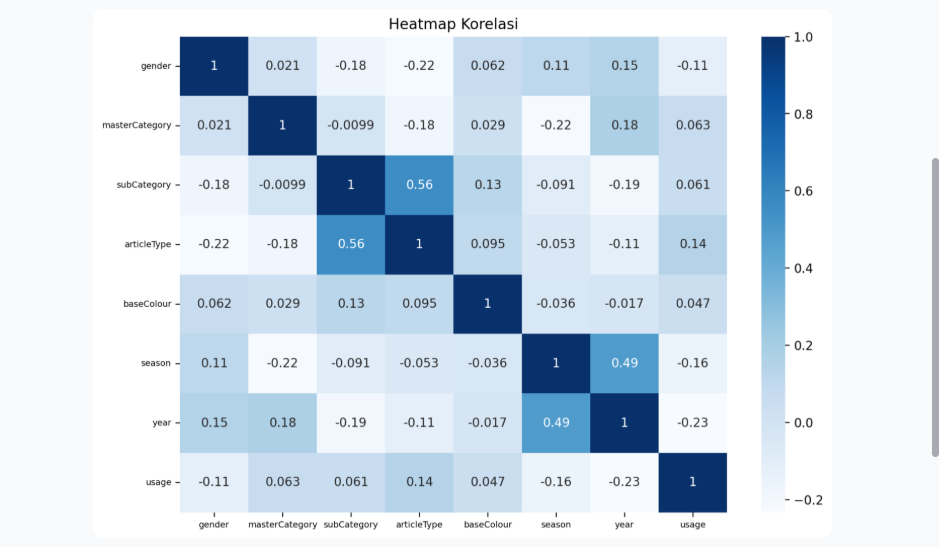 Heatmap Korelasi
gender 1 0.021 -0.18 -0.22 0.062 0.11 0.15 -0.11
masterCategory 0.021 1 -0.0099 -0.18 0.029 -0.22 0.18 0.063
subCategory -0.18 -0.0099 1 0.56 0.13 -0.091 -0.19 0.061
articleType -0.22 -0.18 0.56 1 0.095 -0.053 -0.11 0.14
baseColour 0.062 0.029 0.13 0.095 1 -0.036 -0.017 0.047
season 0.11 -0.22 -0.091 -0.053 -0.036 1 0.49 -0.16
year 0.15 0.18 -0.19 -0.11 -0.017 0.49 1 -0.23
usage -0.11 0.063 0.061 0.14 0.047 -0.16 -0.23 1
gender masterCategory subCategory articleType baseColour season year usage
1.0
0.8
0.6
0.4
0.2
0.0
−0.2